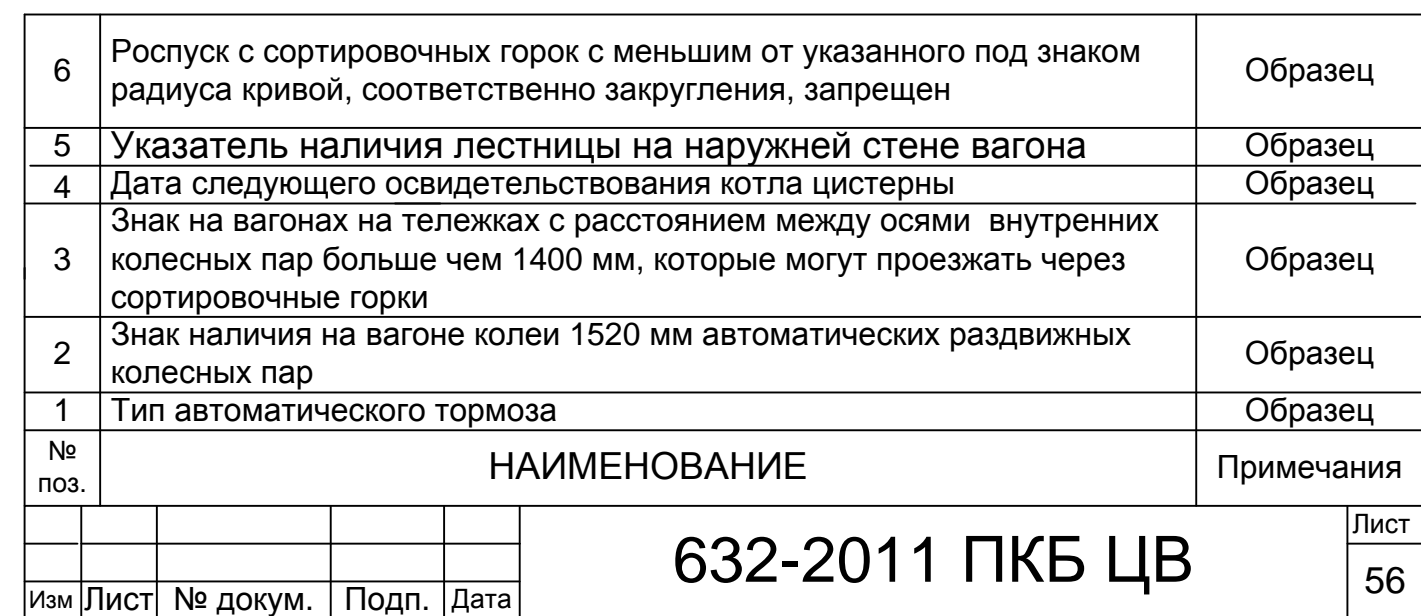 6
Роспуск с сортировочных горок с меньшим от указанного под знаком
радиуса кривой, соответственно закругления, запрещен
Образец
5 Указатель наличия лестницы на наружней стене вагона Образец
4 Дата следующего освидетельствования котла цистерны Образец
3
Знак на вагонах на тележках с расстоянием между осями внутренних
колесных пар больше чем 1400 мм, которые могут проезжать через
сортировочные горки
Образец
2
Знак наличия на вагоне колеи 1520 мм автоматических раздвижных
колесных пар
Образец
1 Тип автоматического тормоза Образец
№
поз.
НАИМЕНОВАНИЕ
Примечания
632-2011 ПКБ ЦВ
Лист
56
Изм Лист № докум. Подп. Дата